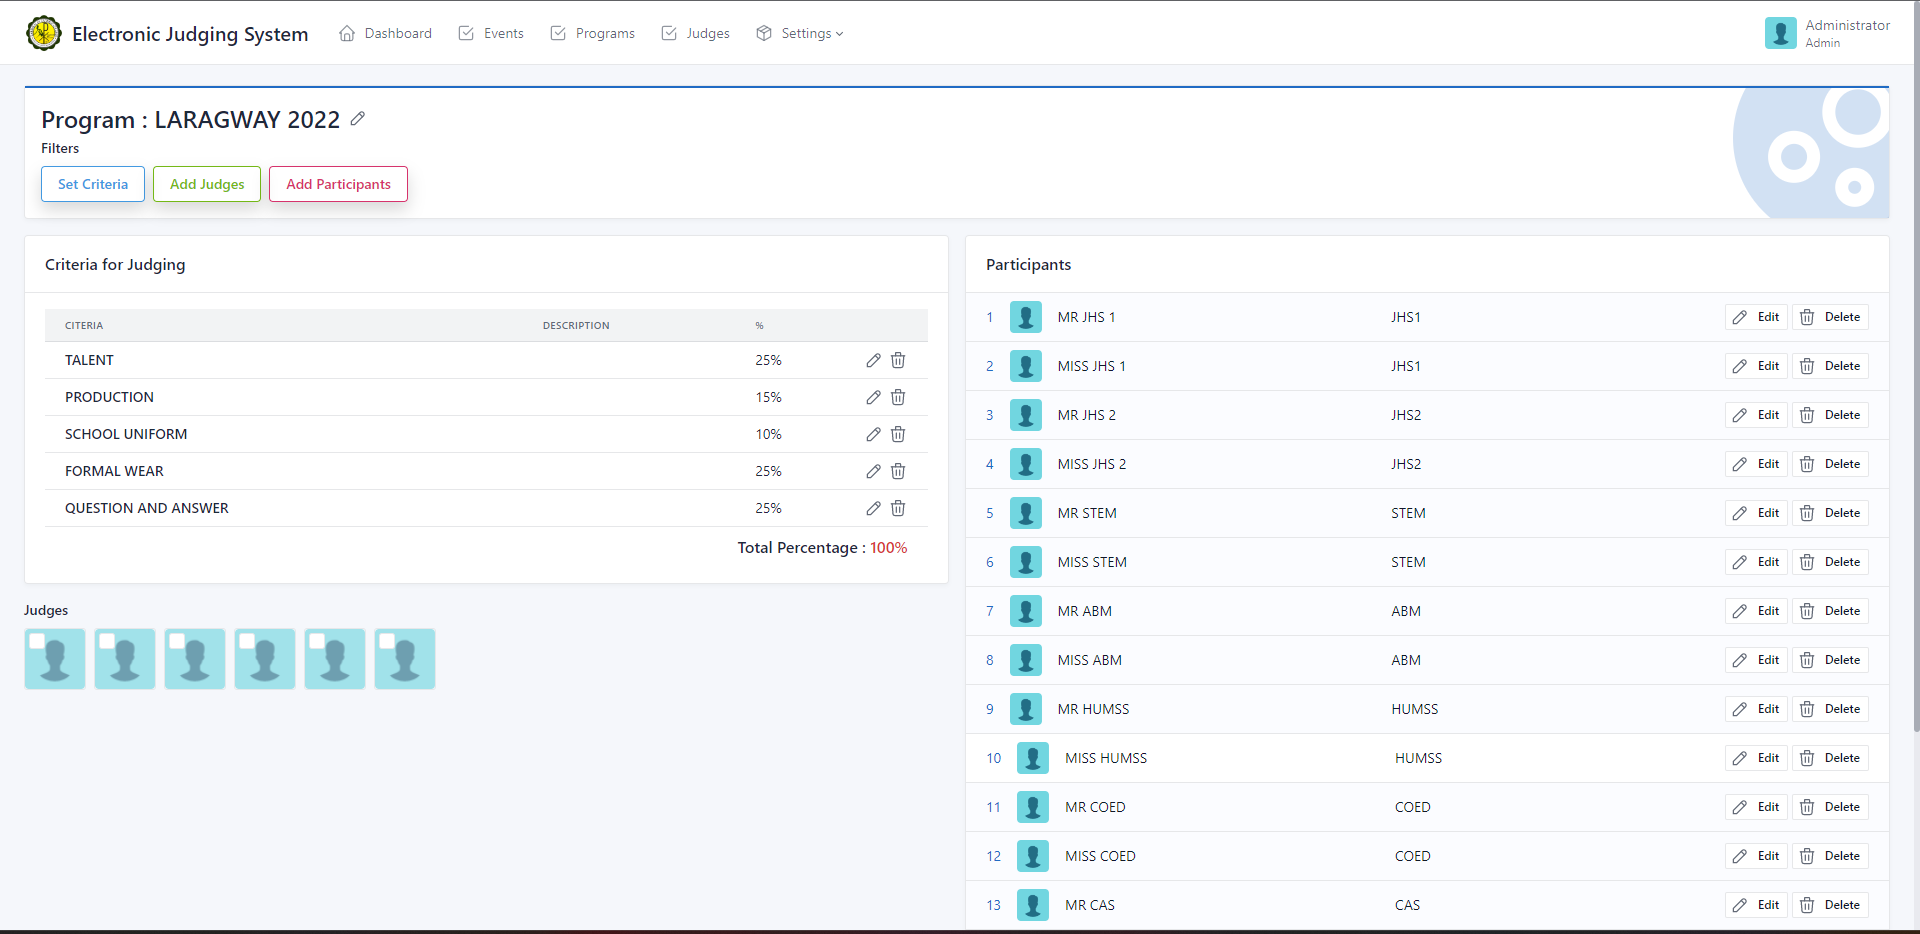 Electronic Judging System
Dashboard
Events
Programs
Judges
Settings
Administrator
Admin
Program : LARAGWAY 2022
Filters
Set Criteria
Add Judges
Add Participants
Criteria for Judging
CITERIA DESCRIPTION %
TALENT 25%
PRODUCTION 15%
SCHOOL UNIFORM 10%
FORMAL WEAR 25%
QUESTION AND ANSWER 25%
Total Percentage : 100%
Judges
Participants
1 MR JHS 1 JHS1 Edit Delete
2 MISS JHS 1 JHS1 Edit Delete
3 MR JHS 2 JHS2 Edit Delete
4 MISS JHS 2 JHS2 Edit Delete
5 MR STEM STEM Edit Delete
6 MISS STEM STEM Edit Delete
7 MR ABM ABM Edit Delete
8 MISS ABM ABM Edit Delete
9 MR HUMSS HUMSS Edit Delete
10 MISS HUMSS HUMSS Edit Delete
11 MR COED COED Edit Delete
12 MISS COED COED Edit Delete
13 MR CAS CAS Edit Delete